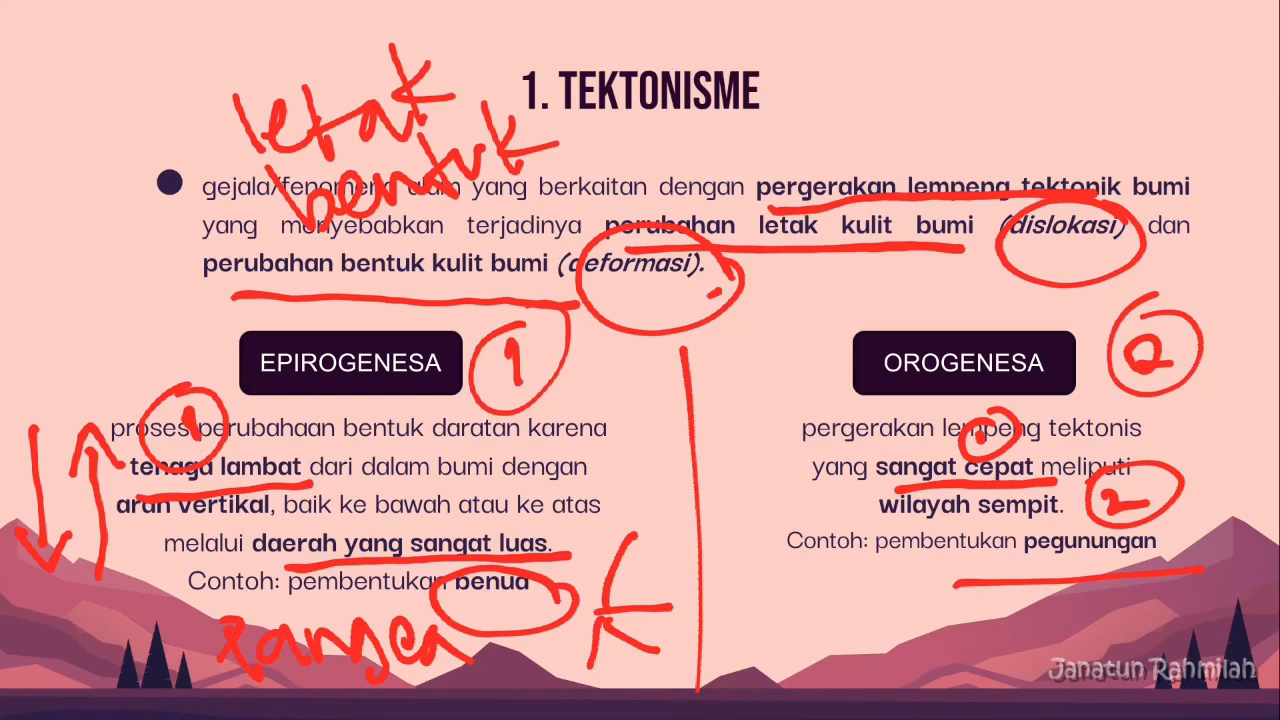 1. TEKTONISME
letak
bentuk
gejala/fenomena alam yang berkaitan dengan pergerakan lempeng tektonik bumi
yang menyebabkan terjadinya perubahan letak kulit bumi (dislokasi) dan
perubahan bentuk kulit bumi (deformasi).
EPIROGENESA
1
1
proses perubahaan bentuk daratan karena
tenaga lambat dari dalam bumi dengan
arah vertikal, baik ke bawah atau ke atas
melalui daerah yang sangat luas.
Contoh: pembentukan benua
OROGENESA
2
pergerakan lempeng tektonis
yang sangat cepat meliputi
wilayah sempit.
2
Contoh: pembentukan pegunungan
Janatun Rahmilah